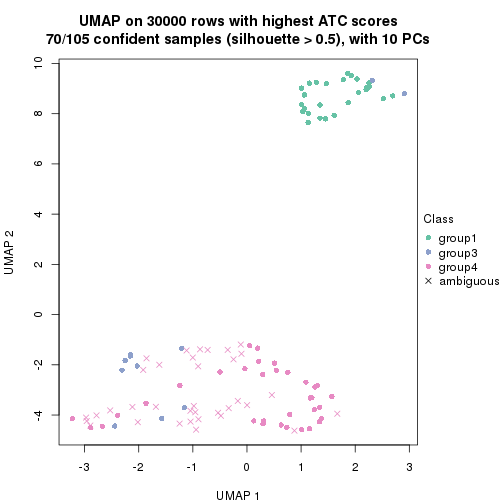 UMAP on 30000 rows with highest ATC scores
70/105 confident samples (silhouette > 0.5), with 10 PCs
10
8
6
4
2
0
-2
-4
UMAP 2
-3
-2
-1
0
1
2
3
UMAP 1
Class
group1
group3
group4
ambiguous